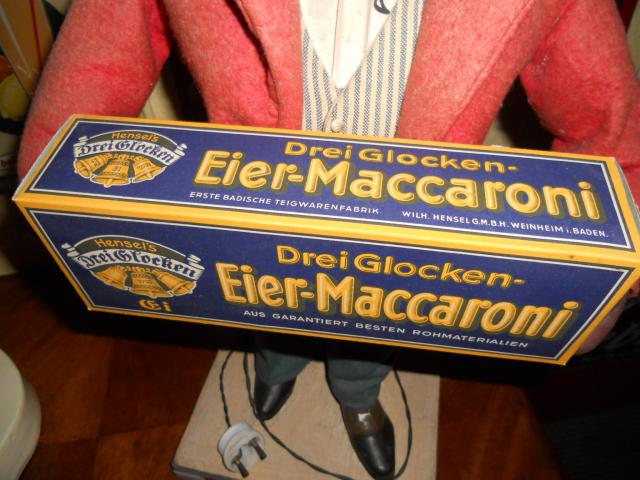 Hensel's
Drei Glocken
Drei Glocken-
Eier-Maccaroni
ERSTE BADISCHE TEIGWARENFABRIK WILH. HENSEL G.M.B.H. WEINHEIM i. BADEN.
Hensel's
Drei Glocken
Ei
Drei Glocken-
Eier-Maccaroni
AUS GARANTIERT BESTEN ROHMATERIALIEN